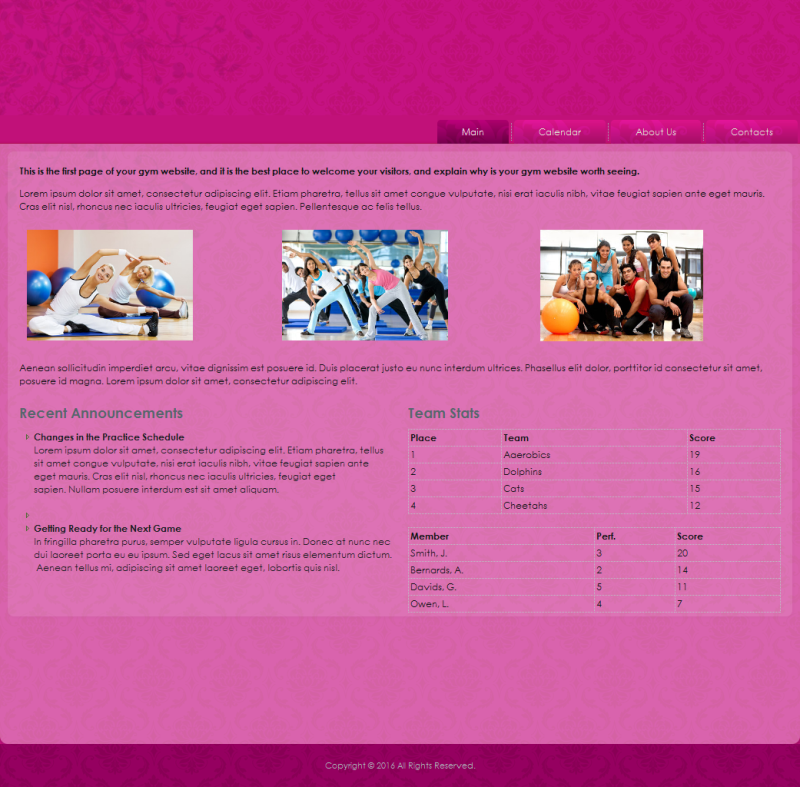 Main Calendar About Us Contacts
This is the first page of your gym website, and it is the best place to welcome your visitors, and explain why is your gym website worth seeing.
Lorem ipsum dolor sit amet, consectetur adipiscing elit. Etiam pharetra, tellus sit amet congue vulputate, nisi erat iaculis nibh, vitae feugiat sapien ante eget mauris.
Cras elit nisl, rhoncus nec iaculis ultricies, feugiat eget sapien. Pellentesque ac felis tellus.
Aenean sollicitudin imperdiet arcu, vitae dignissim est posuere id. Duis placerat justo eu nunc interdum ultrices. Phasellus elit dolor, porttitor id consectetur sit amet,
posuere id magna. Lorem ipsum dolor sit amet, consectetur adipiscing elit.
Recent Announcements
Changes in the Practice Schedule
Lorem ipsum dolor sit amet, consectetur adipiscing elit. Etiam pharetra, tellus
sit amet congue vulputate, nisi erat iaculis nibh, vitae feugiat sapien ante
eget mauris. Cras elit nisl, rhoncus nec iaculis ultricies, feugiat eget
sapien. Nullam posuere interdum est sit amet aliquam.
Getting Ready for the Next Game
In fringilla pharetra purus, semper vulputate ligula cursus in. Donec at nunc nec
dui laoreet porta eu eu ipsum. Sed eget lacus sit amet risus elementum dictum.
Aenean tellus mi, adipiscing sit amet laoreet eget, lobortis quis nisl.
Team Stats
Place Team Score
1 Aaerobics 19
2 Dolphins 16
3 Cats 15
4 Cheetahs 12
Member Perf. Score
Smith, J. 3 20
Bernards, A. 2 14
Davids, G. 5 11
Owen, L. 4 7
Copyright © 2016 All Rights Reserved.